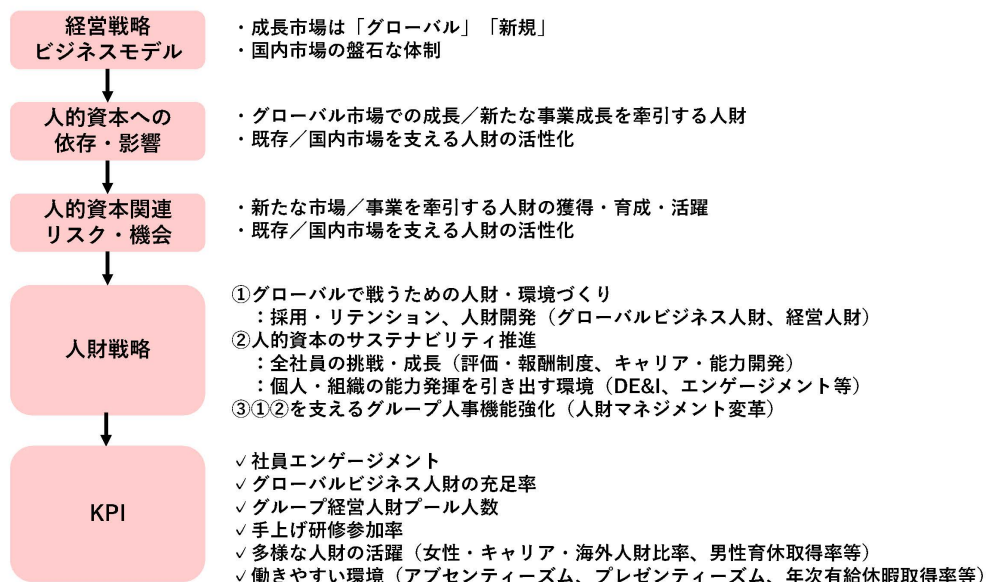 経営戦略
ビジネスモデル
・成長市場は「グローバル」「新規」
・国内市場の盤石な体制
人的資本への
依存・影響
・グローバル市場での成長／新たな事業成長を牽引する人財
・既存／国内市場を支える人財の活性化
人的資本関連
リスク・機会
・新たな市場／事業を牽引する人財の獲得・育成・活躍
・既存／国内市場を支える人財の活性化
人財戦略
①グローバルで戦うための人財・環境づくり
：採用・リテンション、人財開発（グローバルビジネス人財、経営人財）
②人的資本のサステナビリティ推進
：全社員の挑戦・成長（評価・報酬制度、キャリア・能力開発）
：個人・組織の能力発揮を引き出す環境（DE&I、エンゲージメント等）
③①②を支えるグループ人事機能強化（人財マネジメント変革）
KPI
✓社員エンゲージメント
✓グローバルビジネス人財の充足率
✓グループ経営人財プール人数
✓手上げ研修参加率
✓多様な人財の活躍（女性・キャリア・海外人財比率、男性育休取得率等）
✓働きやすい環境（アブセンティーズム、プレゼンティーズム、年次有給休暇取得率等）